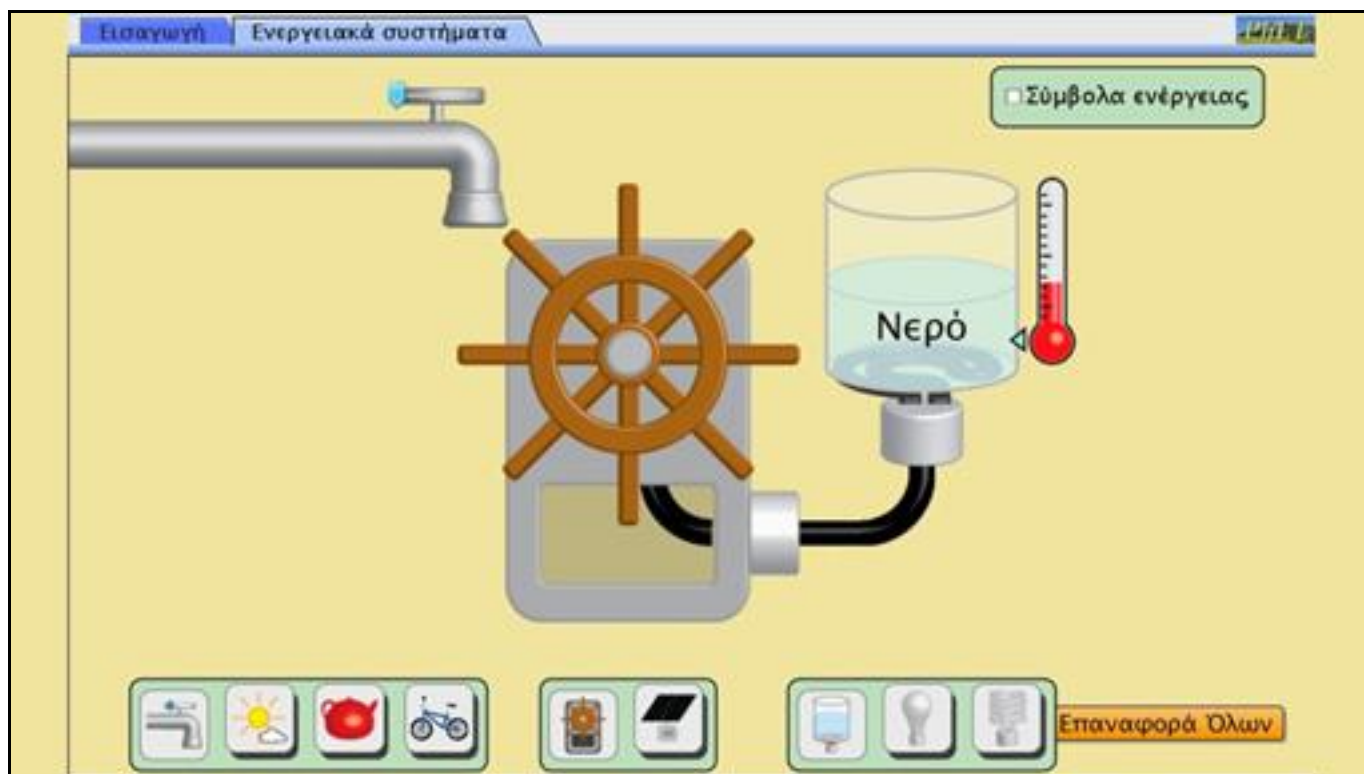 Εισαγωγή
Ενεργειακά συστήματα
Σύμβολα ενέργειας
Νερό
Επαναφορά Όλων